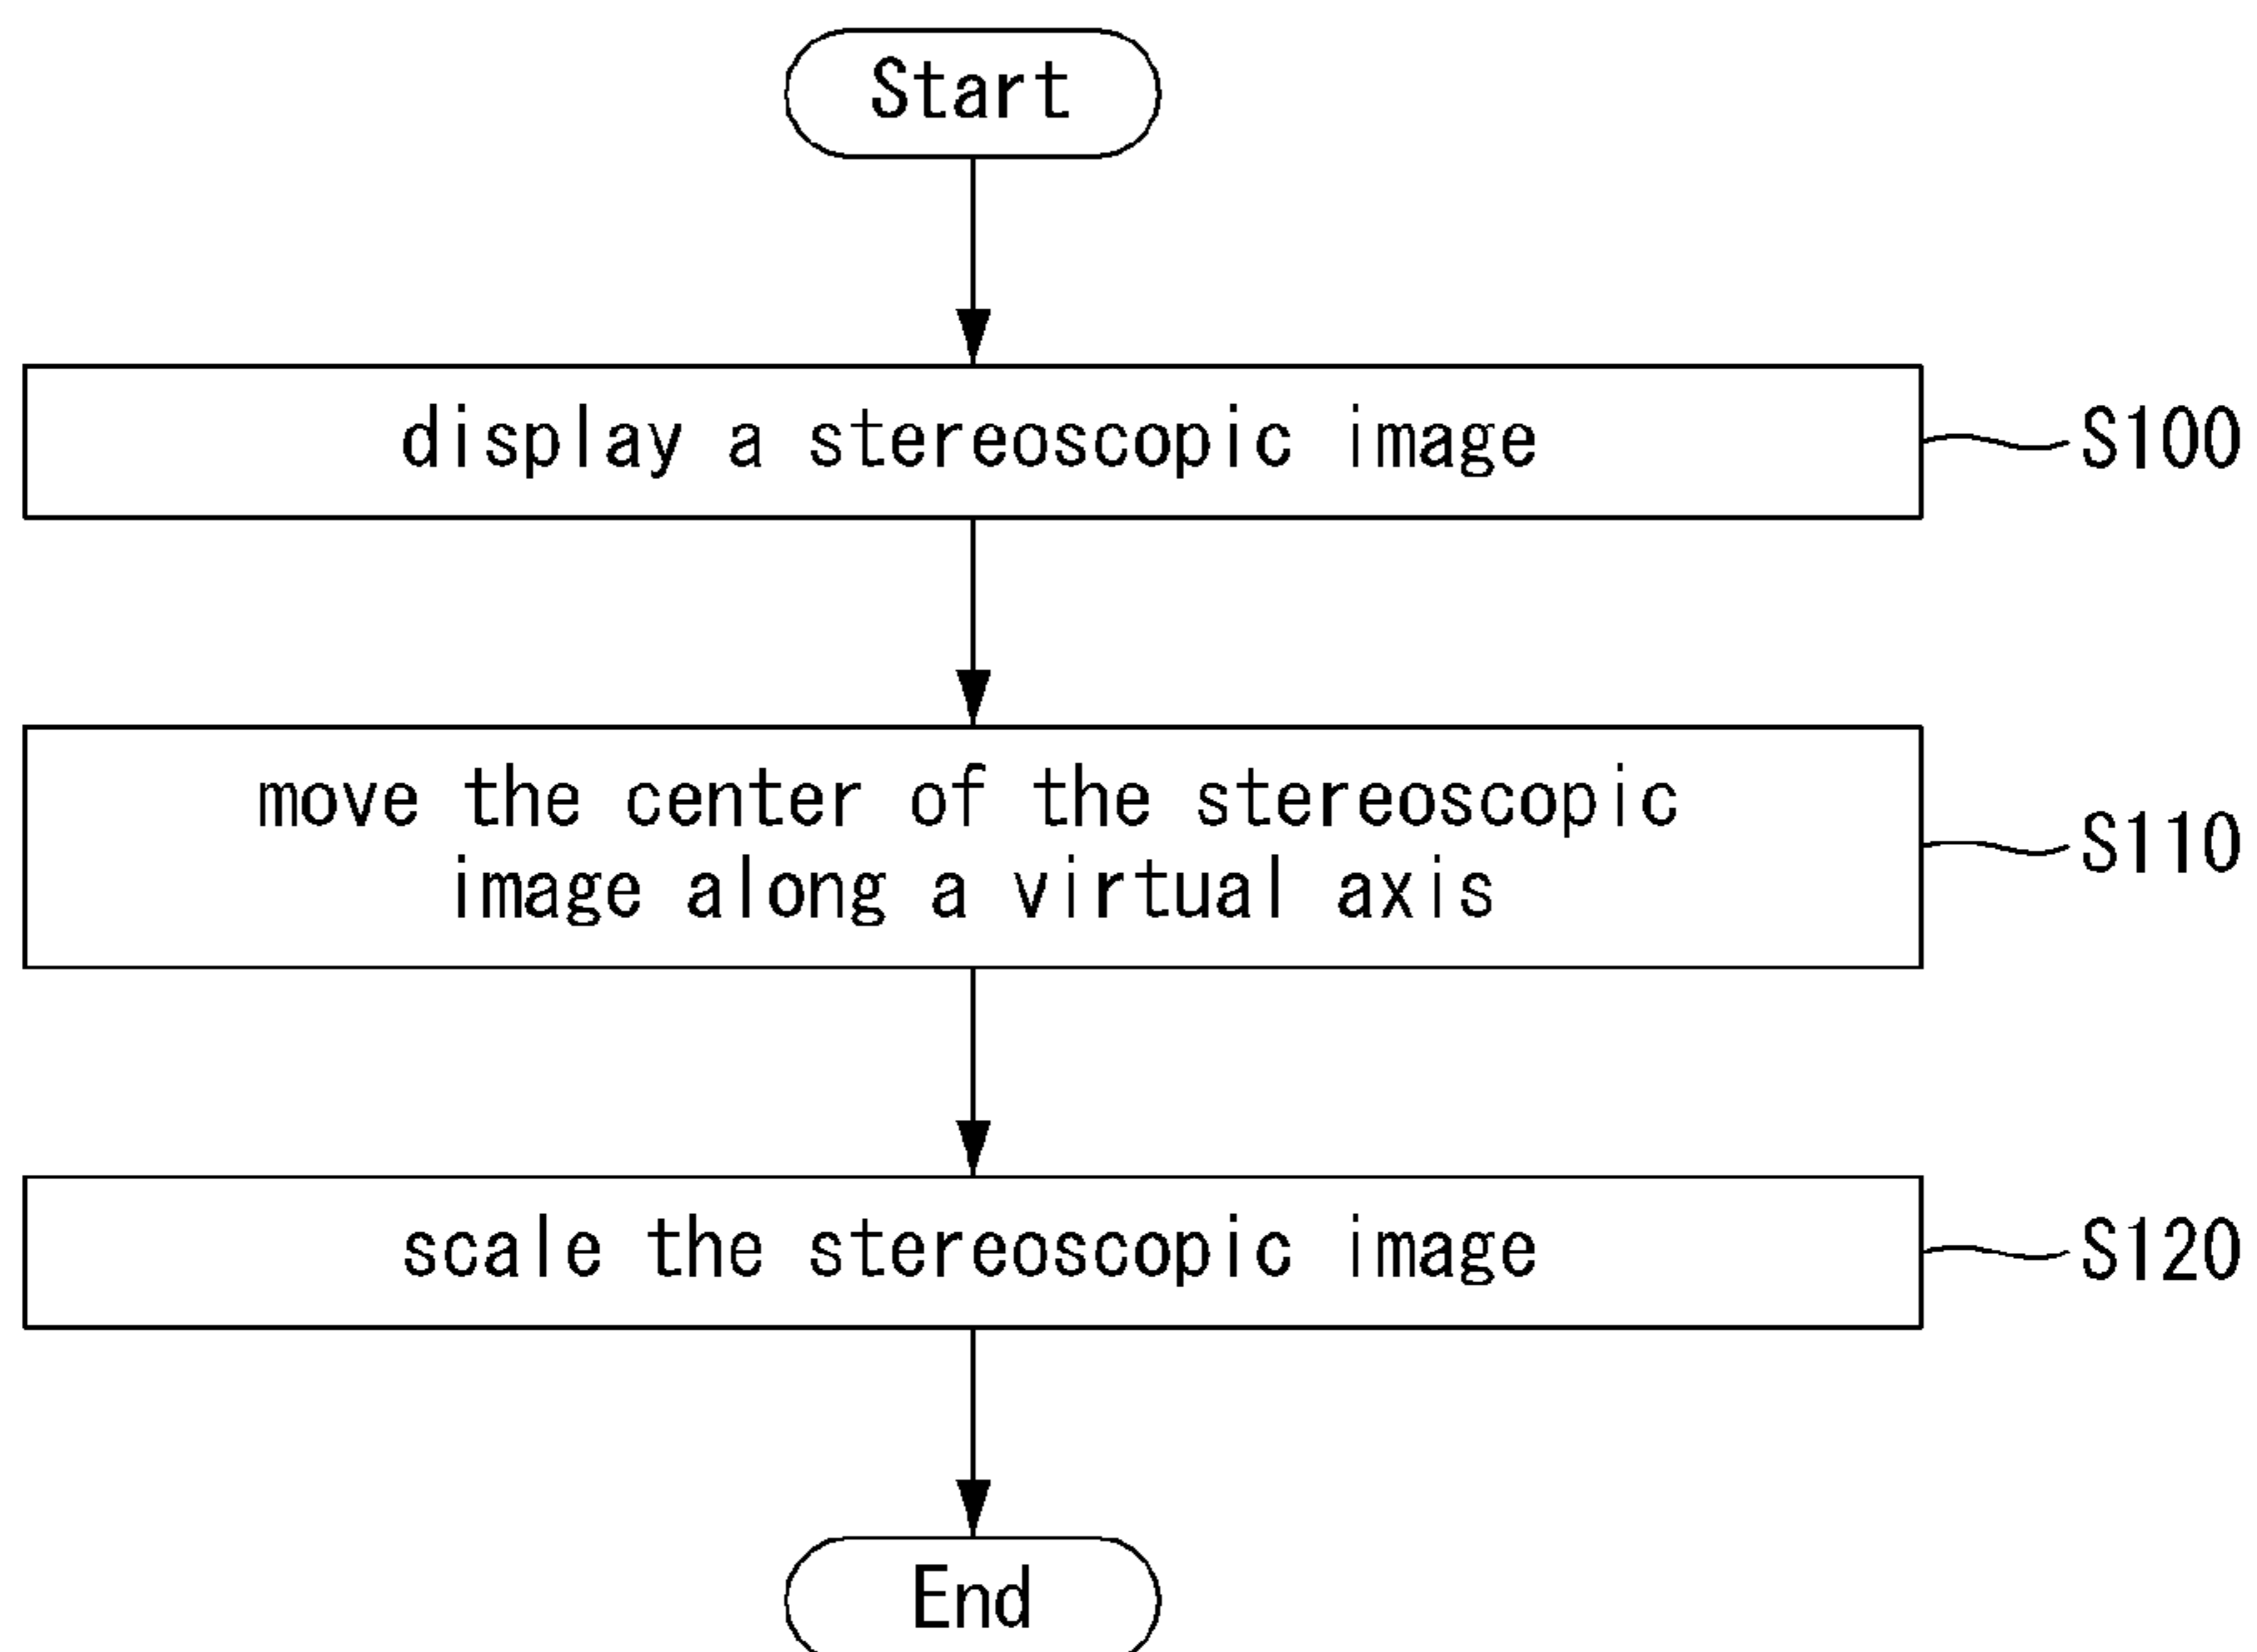 Start
display a stereoscopic image
S100
move the center of the stereoscopic
image along a virtual axis
S110
scale the stereoscopic image
S120
End